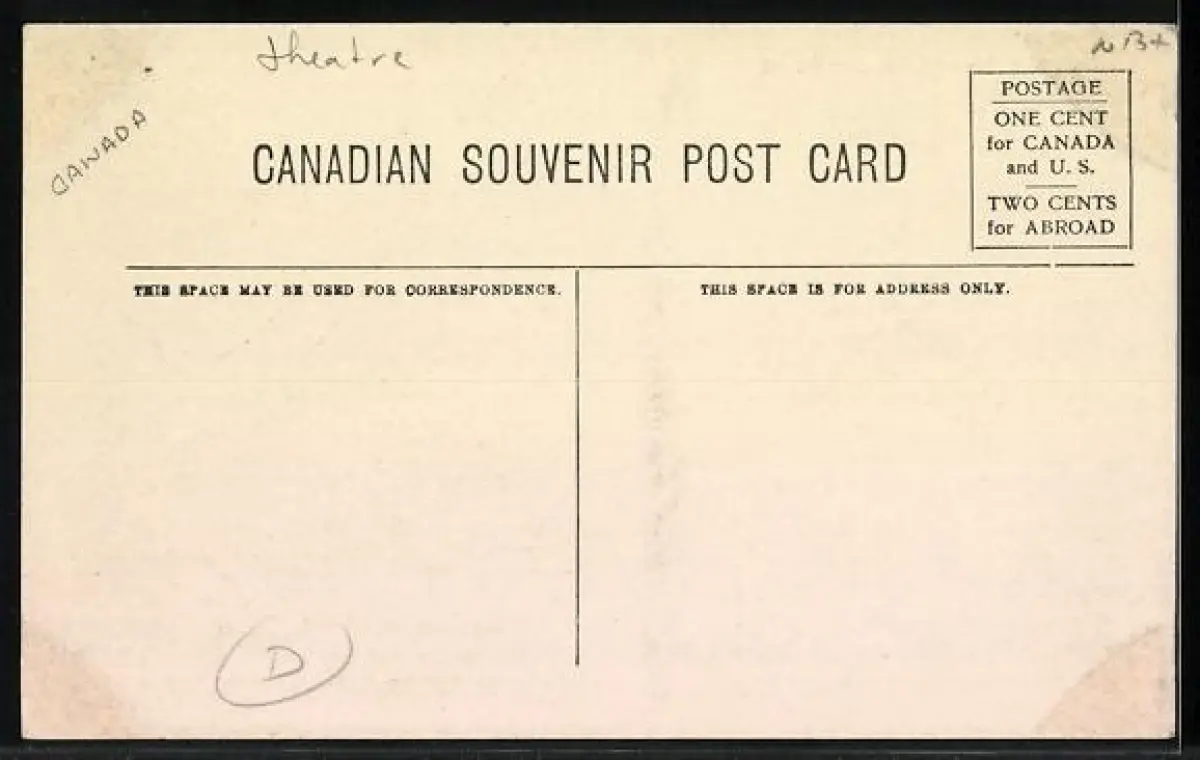 theatre
CANADA
CANADIAN SOUVENIR POST CARD
POSTAGE
ONE CENT
for CANADA
and U. S.
TWO CENTS
for ABROAD
THIS SPACE MAY BE USED FOR CORRESPONDENCE.
THIS SPACE IS FOR ADDRESS ONLY.
D